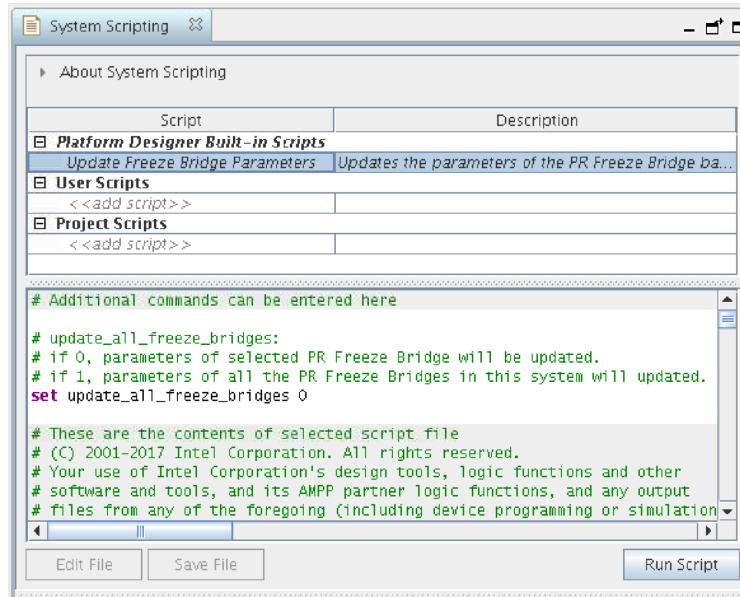 System Scripting
About System Scripting
Script Description
Platform Designer Built-in Scripts
Update Freeze Bridge Parameters Updates the parameters of the PR Freeze Bridge ba...
User Scripts
<<add script>>
Project Scripts
<<add script>>
# Additional commands can be entered here
# update_all_freeze_bridges:
# if 0, parameters of selected PR Freeze Bridge will be updated.
# if 1, parameters of all the PR Freeze Bridges in this system will updated.
set update_all_freeze_bridges 0
# These are the contents of selected script file
# (C) 2001-2017 Intel Corporation. All rights reserved.
# Your use of Intel Corporation's design tools, logic functions and other
# software and tools, and its AMPP partner logic functions, and any output
# files from any of the foregoing (including device programming or simulation
Edit File Save File Run Script